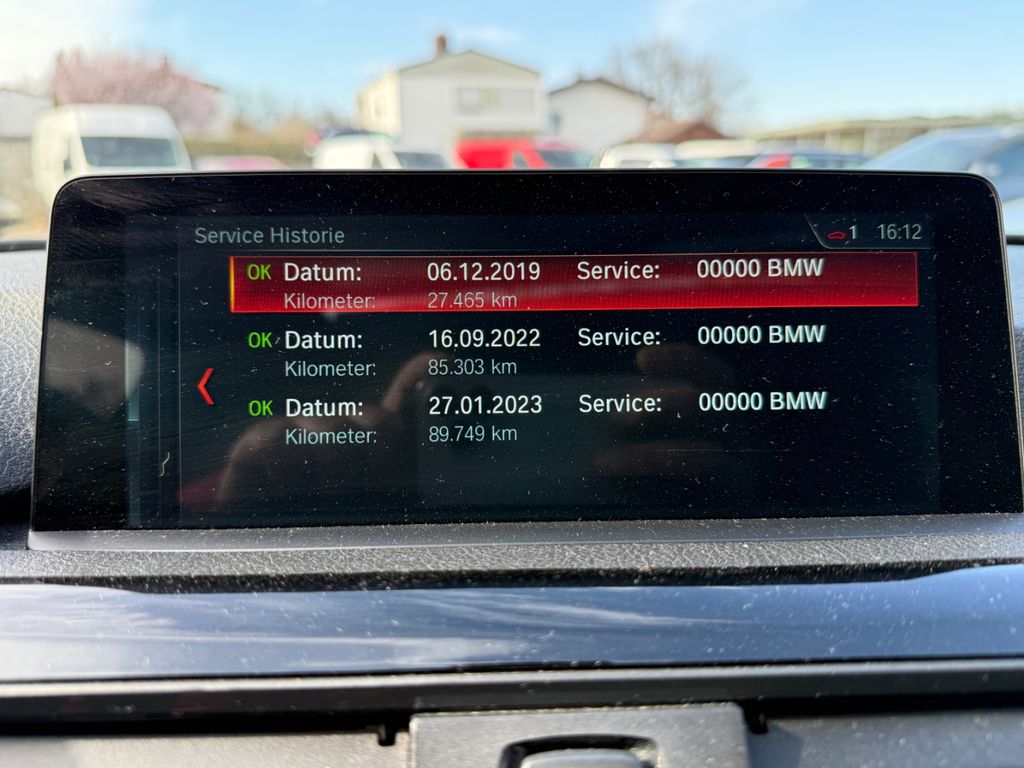 Service Historie 1 16:12
OK Datum: 06.12.2019 Service: 00000 BMW
Kilometer: 27.465 km
OK Datum: 16.09.2022 Service: 00000 BMW
Kilometer: 85.303 km
OK Datum: 27.01.2023 Service: 00000 BMW
Kilometer: 89.749 km